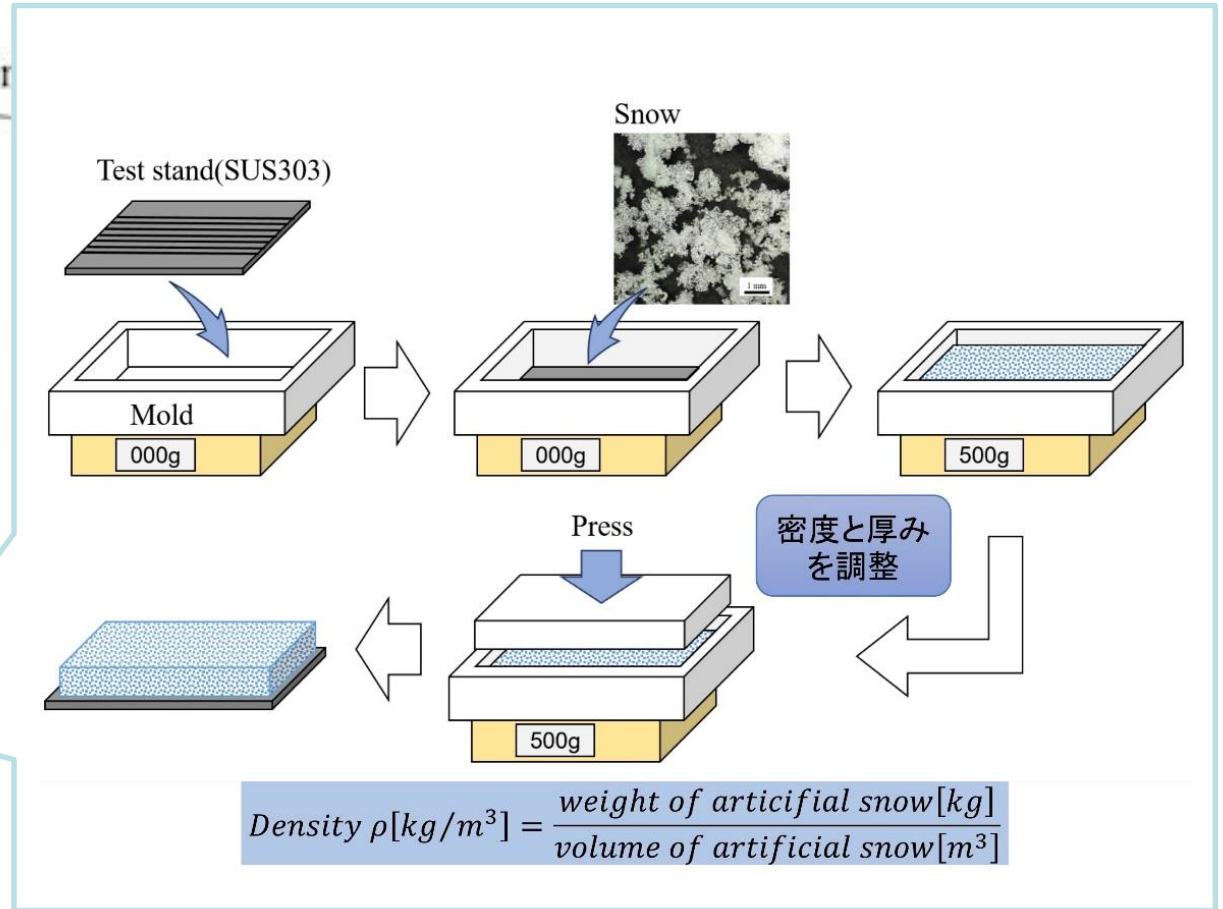 Snow
Test stand(SUS303)
1 mm
Mold
000g
000g
500g
Press
密度と厚み
を調整
500g
Density ρ[kg/m³] = weight of articifial snow[kg]
volume of artificial snow[m³]